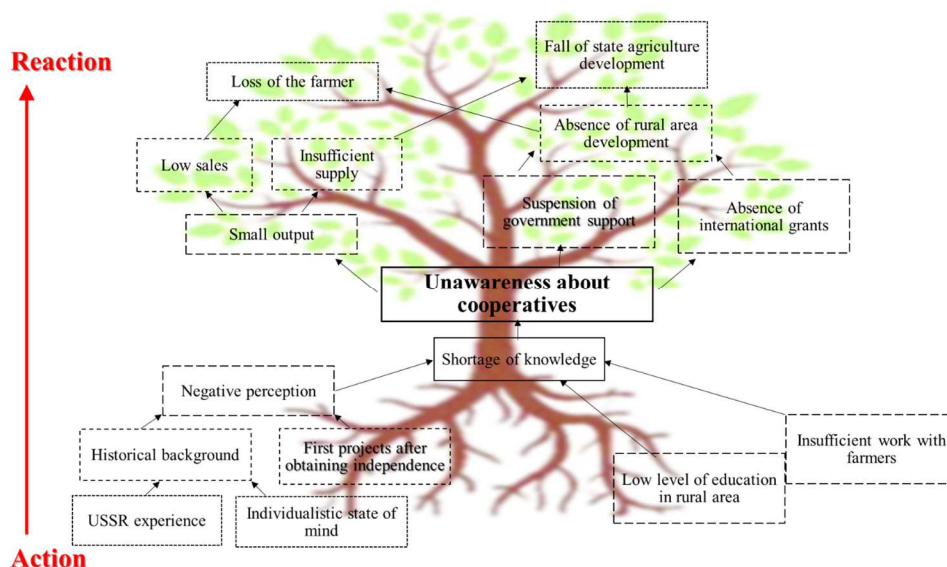 Reaction
Fall of state agriculture
development
Loss of the farmer
Absence of rural area
development
Insufficient
supply
Low sales
Suspension of
government support
Absence of
international grants
Small output
Unawareness about
cooperatives
Shortage of knowledge
Negative perception
Historical background
First projects after
obtaining independence
Insufficient work with
farmers
Low level of education
in rural area
USSR experience
Individualistic state of
mind
Action